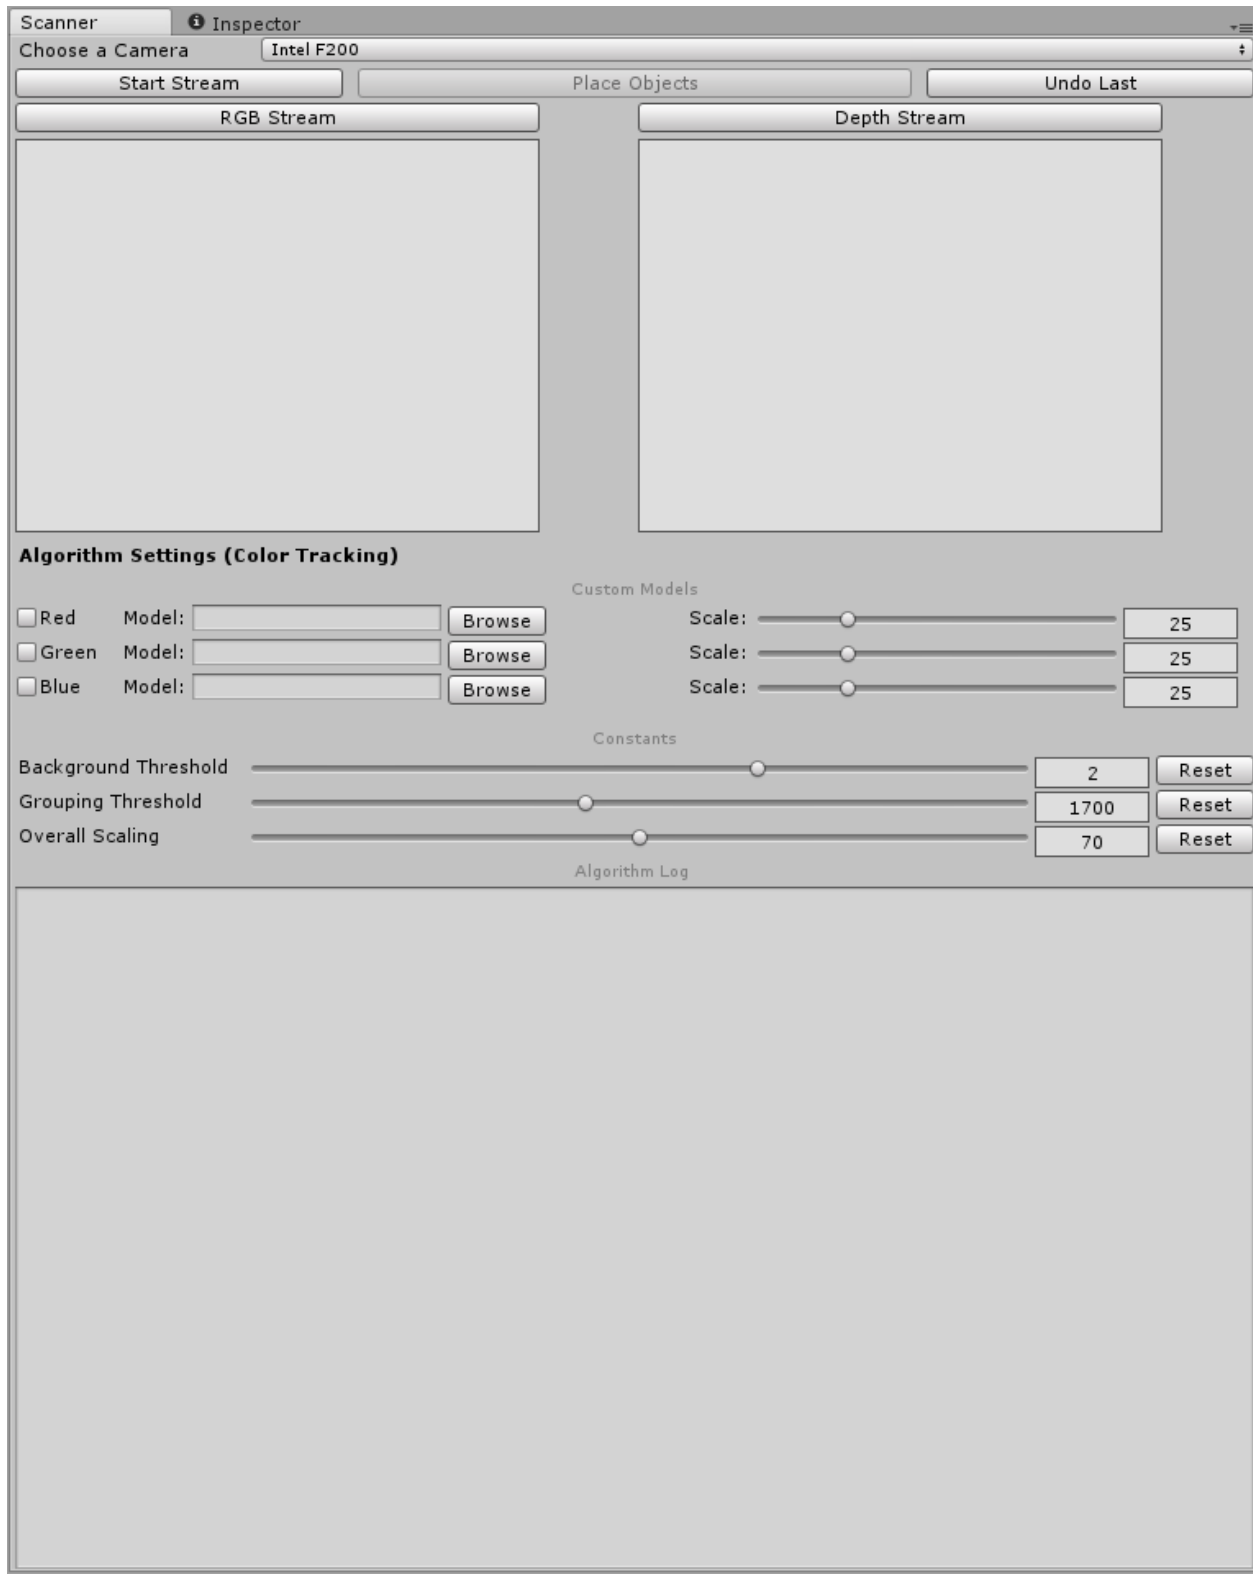 Scanner Inspector
Choose a Camera Intel F200
Start Stream Place Objects Undo Last
RGB Stream Depth Stream
Algorithm Settings (Color Tracking)
Custom Models
Red Model: Browse Scale: 25
Green Model: Browse Scale: 25
Blue Model: Browse Scale: 25
Constants
Background Threshold 2 Reset
Grouping Threshold 1700 Reset
Overall Scaling 70 Reset
Algorithm Log